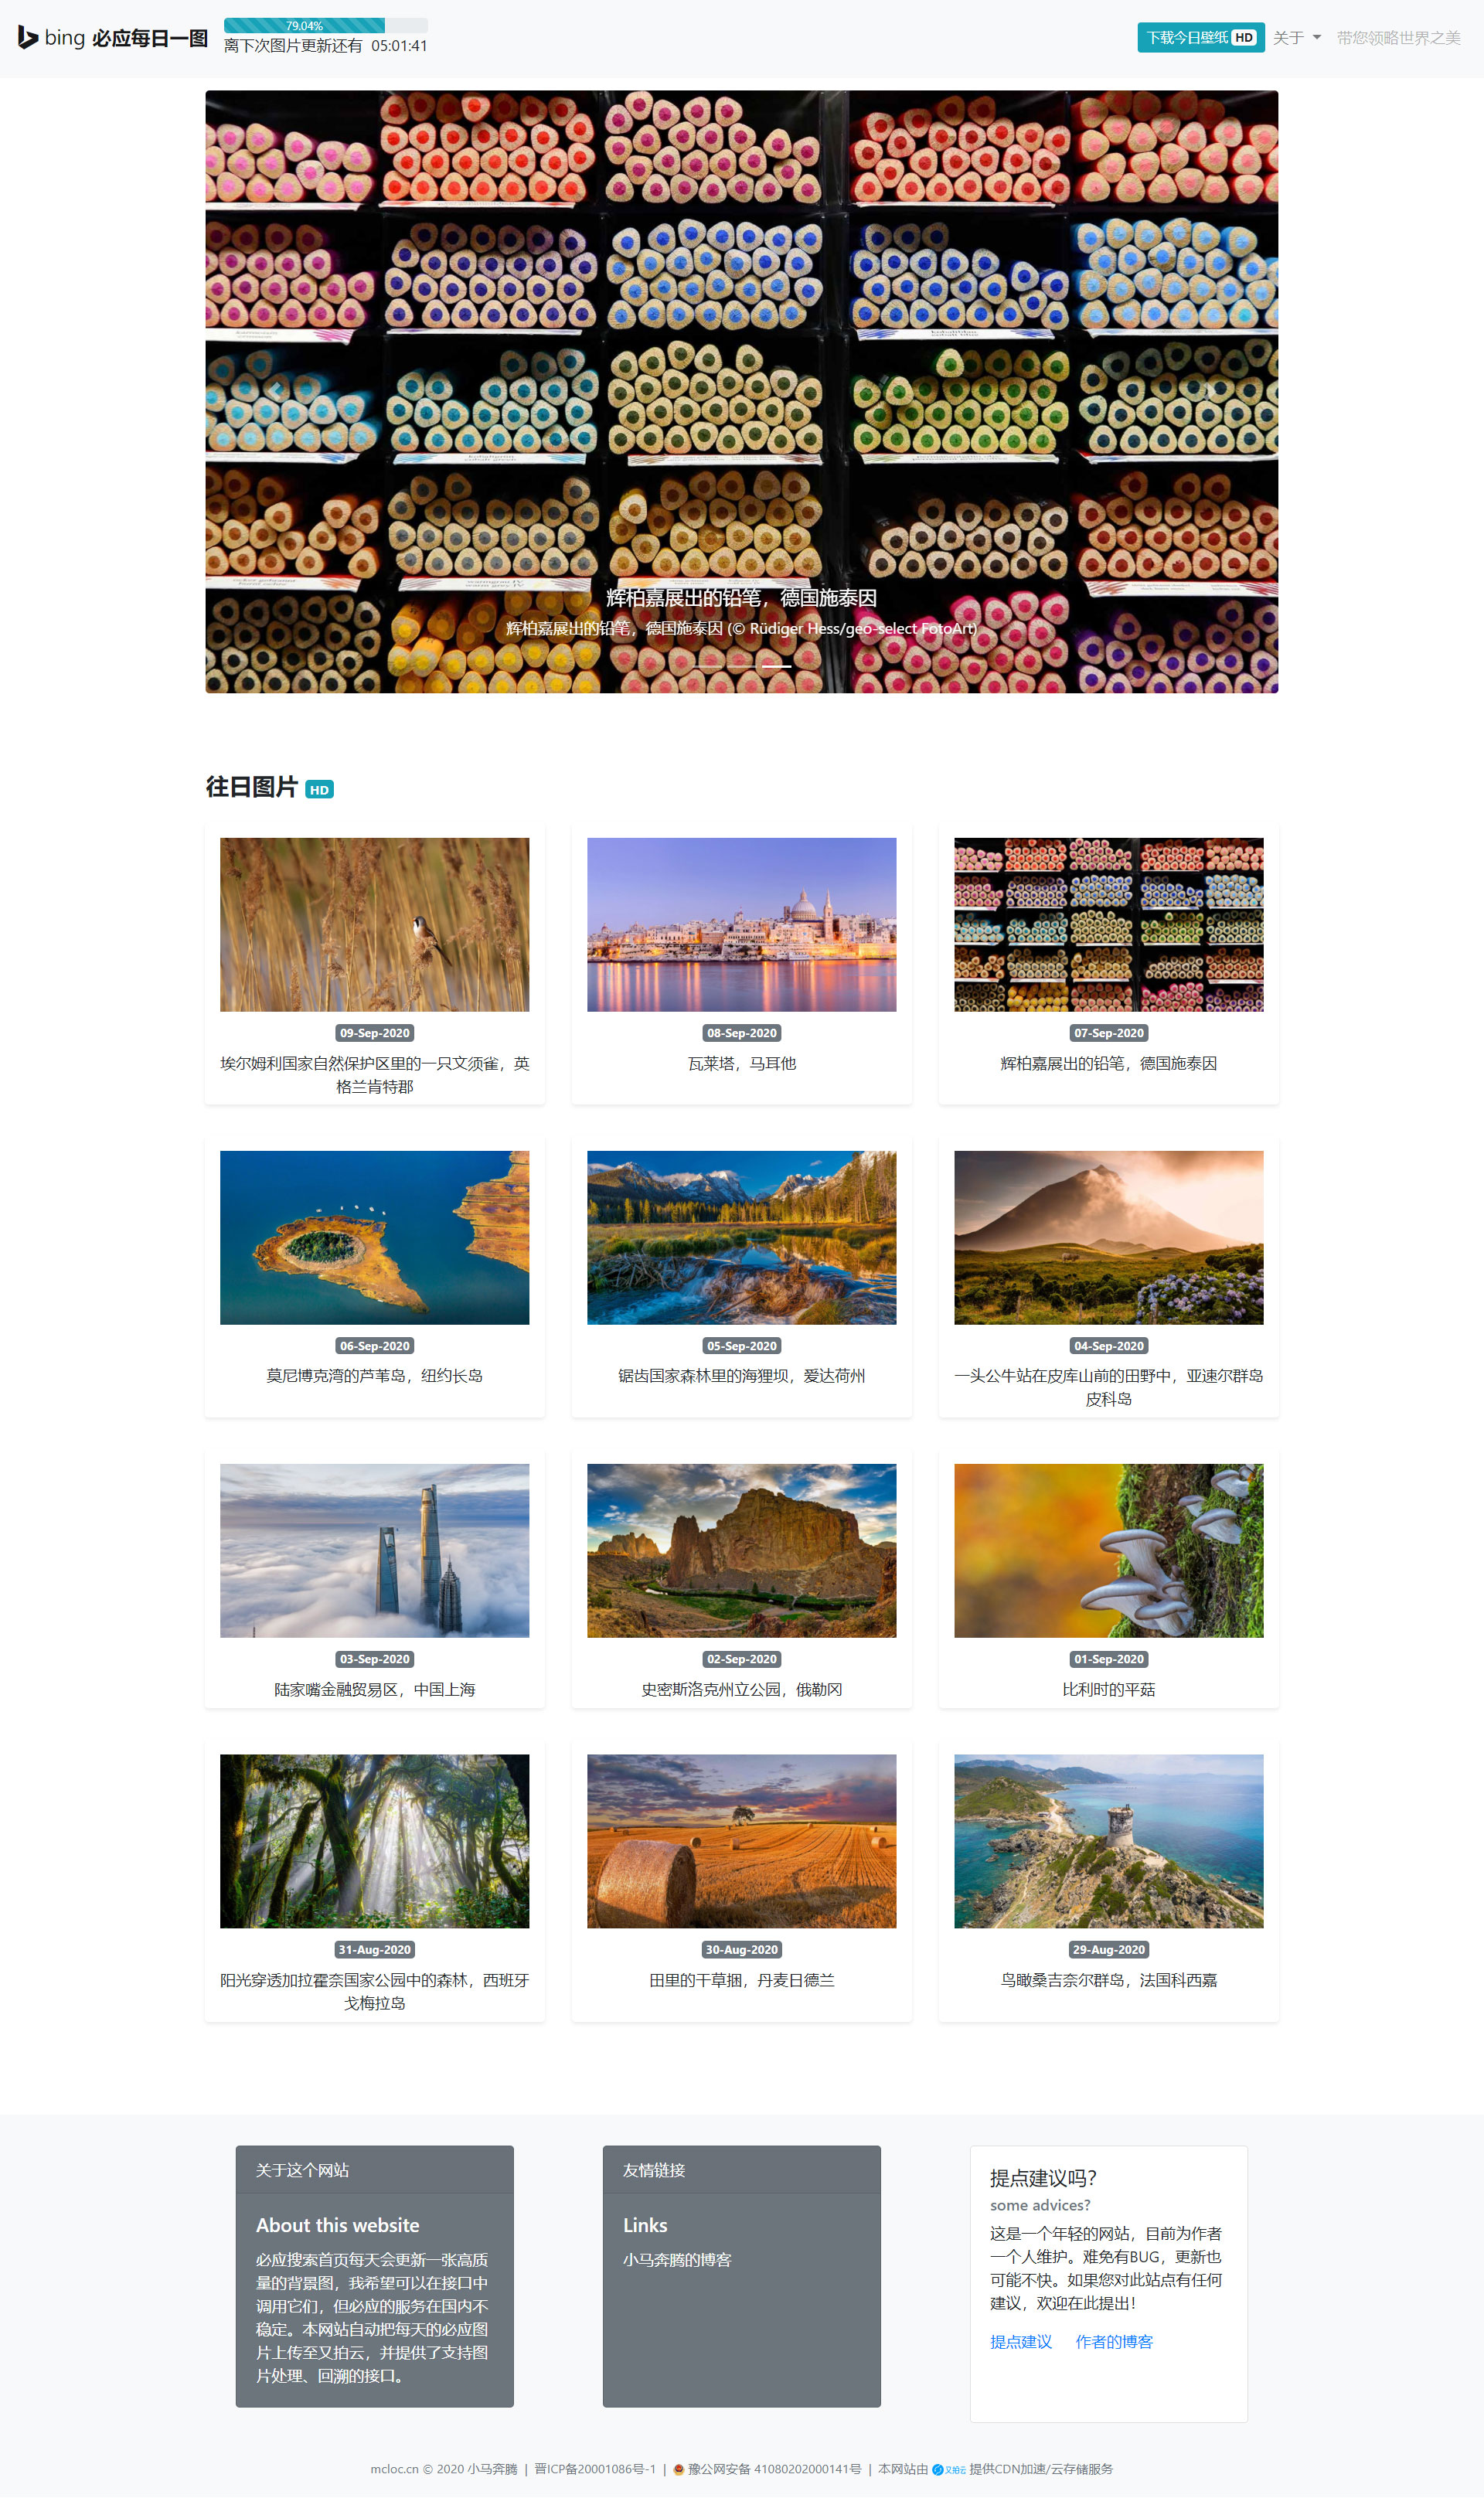 bing 必应每日一图
79.04%
离下次图片更新还有 05:01:41
下载今日壁纸 HD
关于
带您领略世界之美
辉柏嘉展出的铅笔，德国施泰因
辉柏嘉展出的铅笔，德国施泰因 (© Rüdiger Hess/geo-select FotoArt)
往日图片 HD
09-Sep-2020
埃尔姆利国家自然保护区里的一只文须雀，英
格兰肯特郡
08-Sep-2020
瓦莱塔，马耳他
07-Sep-2020
辉柏嘉展出的铅笔，德国施泰因
06-Sep-2020
莫尼博克湾的芦苇岛，纽约长岛
05-Sep-2020
锯齿国家森林里的海狸坝，爱达荷州
04-Sep-2020
一头公牛站在皮库山前的田野中，亚速尔群岛
皮科岛
03-Sep-2020
陆家嘴金融贸易区，中国上海
02-Sep-2020
史密斯洛克州立公园，俄勒冈
01-Sep-2020
比利时的平菇
31-Aug-2020
阳光穿透加拉霍奈国家公园中的森林，西班牙
戈梅拉岛
30-Aug-2020
田里的干草捆，丹麦日德兰
29-Aug-2020
鸟瞰桑吉奈尔群岛，法国科西嘉
关于这个网站
About this website
必应搜索首页每天会更新一张高质
量的背景图，我希望可以在接口中
调用它们，但必应的服务在国内不
稳定。本网站自动把每天的必应图
片上传至又拍云，并提供了支持图
片处理、回溯的接口。
友情链接
Links
小马奔腾的博客
提点建议吗？
some advices?
这是一个年轻的网站，目前为作者
一个人维护。难免有BUG，更新也
可能不快。如果您对此站点有任何
建议，欢迎在此提出！
提点建议 作者的博客
mcloc.cn © 2020 小马奔腾 | 晋ICP备20001086号-1 | 豫公网安备 41080202000141号 | 本网站由 又拍云 提供CDN加速/云存储服务